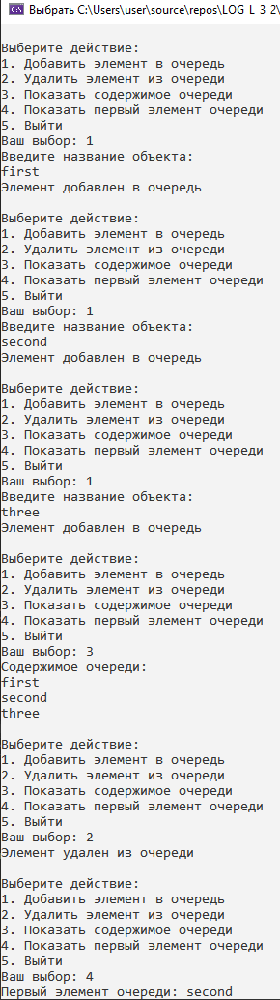 Выбрать C:\Users\user\source\repos\LOG_L_3_2\
Выберите действие:
1. Добавить элемент в очередь
2. Удалить элемент из очереди
3. Показать содержимое очереди
4. Показать первый элемент очереди
5. Выйти
Ваш выбор: 1
Введите название объекта:
first
Элемент добавлен в очередь
Выберите действие:
1. Добавить элемент в очередь
2. Удалить элемент из очереди
3. Показать содержимое очереди
4. Показать первый элемент очереди
5. Выйти
Ваш выбор: 1
Введите название объекта:
second
Элемент добавлен в очередь
Выберите действие:
1. Добавить элемент в очередь
2. Удалить элемент из очереди
3. Показать содержимое очереди
4. Показать первый элемент очереди
5. Выйти
Ваш выбор: 1
Введите название объекта:
three
Элемент добавлен в очередь
Выберите действие:
1. Добавить элемент в очередь
2. Удалить элемент из очереди
3. Показать содержимое очереди
4. Показать первый элемент очереди
5. Выйти
Ваш выбор: 3
Содержимое очереди:
first
second
three
Выберите действие:
1. Добавить элемент в очередь
2. Удалить элемент из очереди
3. Показать содержимое очереди
4. Показать первый элемент очереди
5. Выйти
Ваш выбор: 2
Элемент удален из очереди
Выберите действие:
1. Добавить элемент в очередь
2. Удалить элемент из очереди
3. Показать содержимое очереди
4. Показать первый элемент очереди
5. Выйти
Ваш выбор: 4
Первый элемент очереди: second